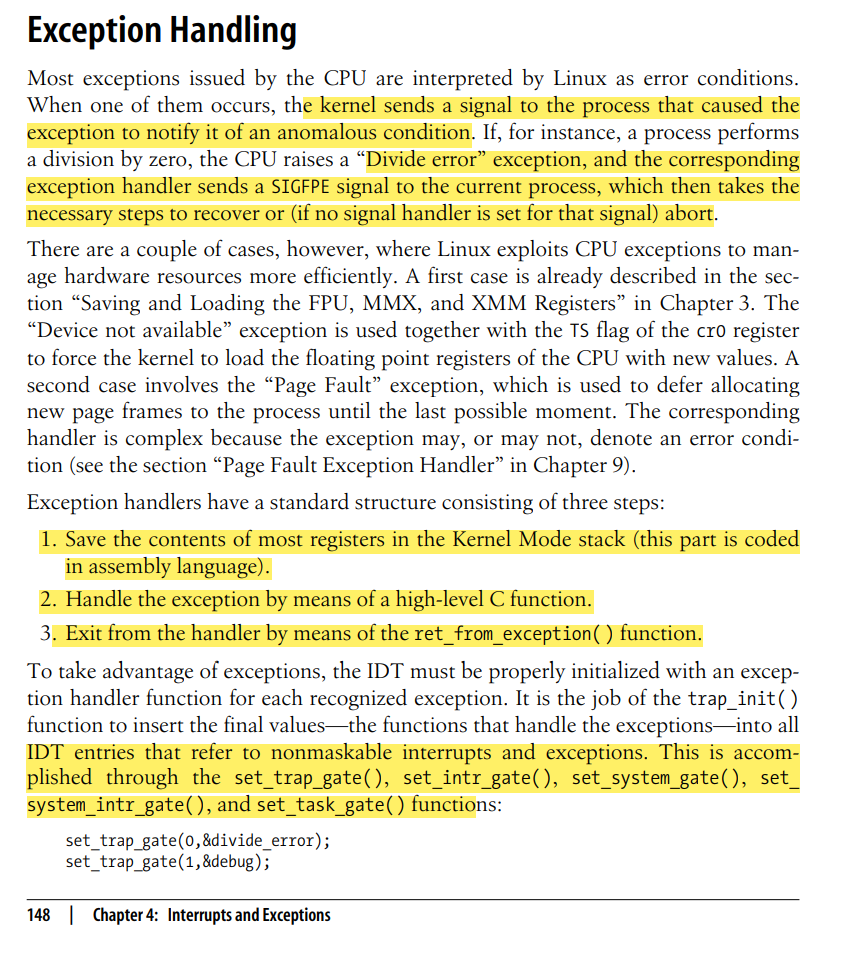 Exception Handling
Most exceptions issued by the CPU are interpreted by Linux as error conditions.
When one of them occurs, the kernel sends a signal to the process that caused the
exception to notify it of an anomalous condition. If, for instance, a process performs
a division by zero, the CPU raises a “Divide error” exception, and the corresponding
exception handler sends a SIGFPE signal to the current process, which then takes the
necessary steps to recover or (if no signal handler is set for that signal) abort.
There are a couple of cases, however, where Linux exploits CPU exceptions to man-
age hardware resources more efficiently. A first case is already described in the sec-
tion “Saving and Loading the FPU, MMX, and XMM Registers” in Chapter 3. The
“Device not available” exception is used together with the TS flag of the cr0 register
to force the kernel to load the floating point registers of the CPU with new values. A
second case involves the “Page Fault” exception, which is used to defer allocating
new page frames to the process until the last possible moment. The corresponding
handler is complex because the exception may, or may not, denote an error condi-
tion (see the section “Page Fault Exception Handler” in Chapter 9).
Exception handlers have a standard structure consisting of three steps:
1. Save the contents of most registers in the Kernel Mode stack (this part is coded
in assembly language).
2. Handle the exception by means of a high-level C function.
3. Exit from the handler by means of the ret_from_exception() function.
To take advantage of exceptions, the IDT must be properly initialized with an excep-
tion handler function for each recognized exception. It is the job of the trap_init()
function to insert the final values—the functions that handle the exceptions—into all
IDT entries that refer to nonmaskable interrupts and exceptions. This is accom-
plished through the set_trap_gate(), set_intr_gate(), set_system_gate(), set_
system_intr_gate(), and set_task_gate() functions:
set_trap_gate(0,&divide_error);
set_trap_gate(1,&debug);
148 | Chapter 4: Interrupts and Exceptions